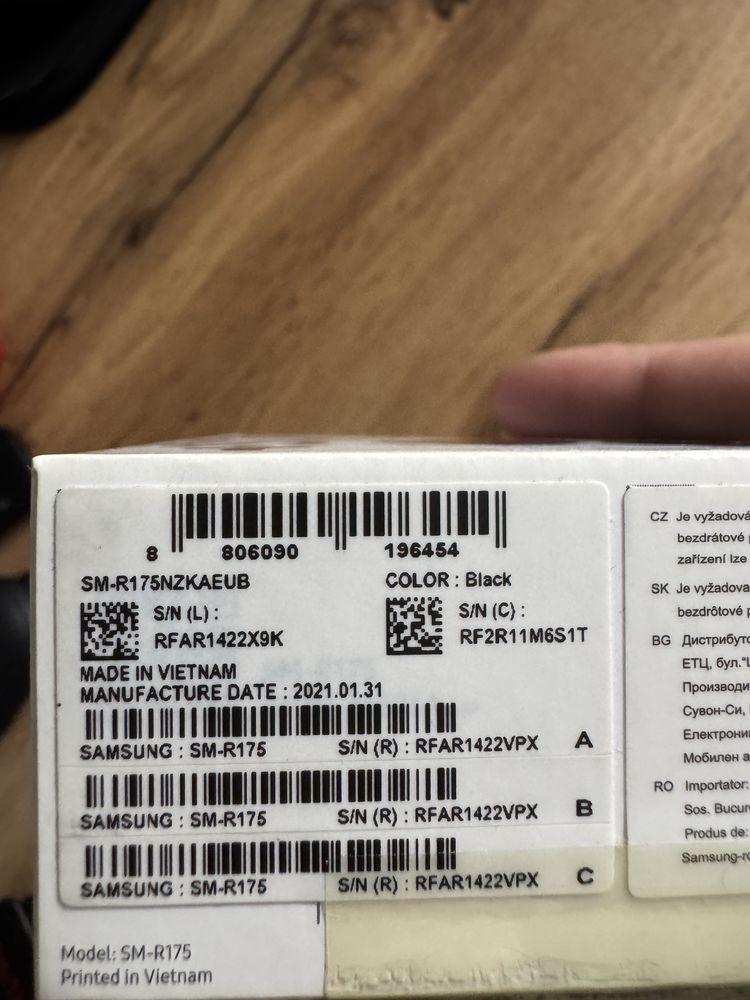 8 806090 196454
SM-R175NZKAEUB
COLOR : Black
S/N (L) :
RFAR1422X9K
S/N (C) :
RF2R11M6S1T
MADE IN VIETNAM
MANUFACTURE DATE : 2021.01.31
SAMSUNG : SM-R175 S/N (R) : RFAR1422VPX A
SAMSUNG : SM-R175 S/N (R) : RFAR1422VPX B
SAMSUNG : SM-R175 S/N (R) : RFAR1422VPX C
Model: SM-R175
Printed in Vietnam
CZ Je vyžadová
bezdrátové
zařízení lze
SK Je vyžadova
bezdrôtové
BG Дистрибуто
ЕТЦ, бул.
Производи
Сувон-Си,
Електрони
Мобилен
RO Importator:
Sos. Bucur
Produs de:
Samsung-ro